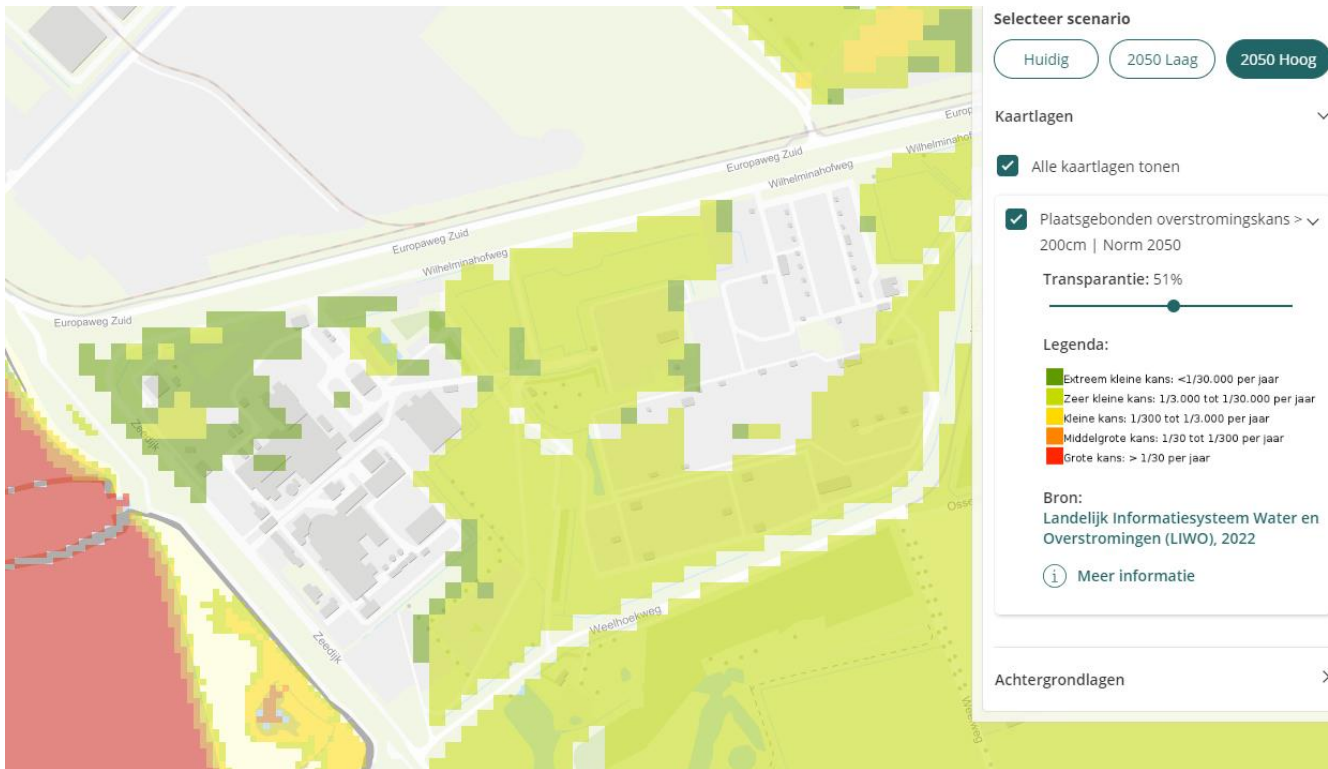 Selecteer scenario
Huidig
2050 Laag
2050 Hoog
Kaartlagen
Alle kaartlagen tonen
Plaatsgebonden overstromingskans >
200cm | Norm 2050
Transparantie: 51%
Legenda:
Extreem kleine kans: <1/30.000 per jaar
Zeer kleine kans: 1/3.000 tot 1/30.000 per jaar
Kleine kans: 1/300 tot 1/3.000 per jaar
Middelgrote kans: 1/30 tot 1/300 per jaar
Grote kans: > 1/30 per jaar
Bron:
Landelijk Informatiesysteem Water en
Overstromingen (LIWO), 2022
Meer informatie
Achtergrondlagen
Europ
Wilhelminahof
Europaweg Zuid
Wilhelminahofweg
Europaweg Zuid
Wilhelminahofweg
Europaweg Zuid
Zeedijk
Zeedijk
Weelhoekweg
Osse
Weelweg